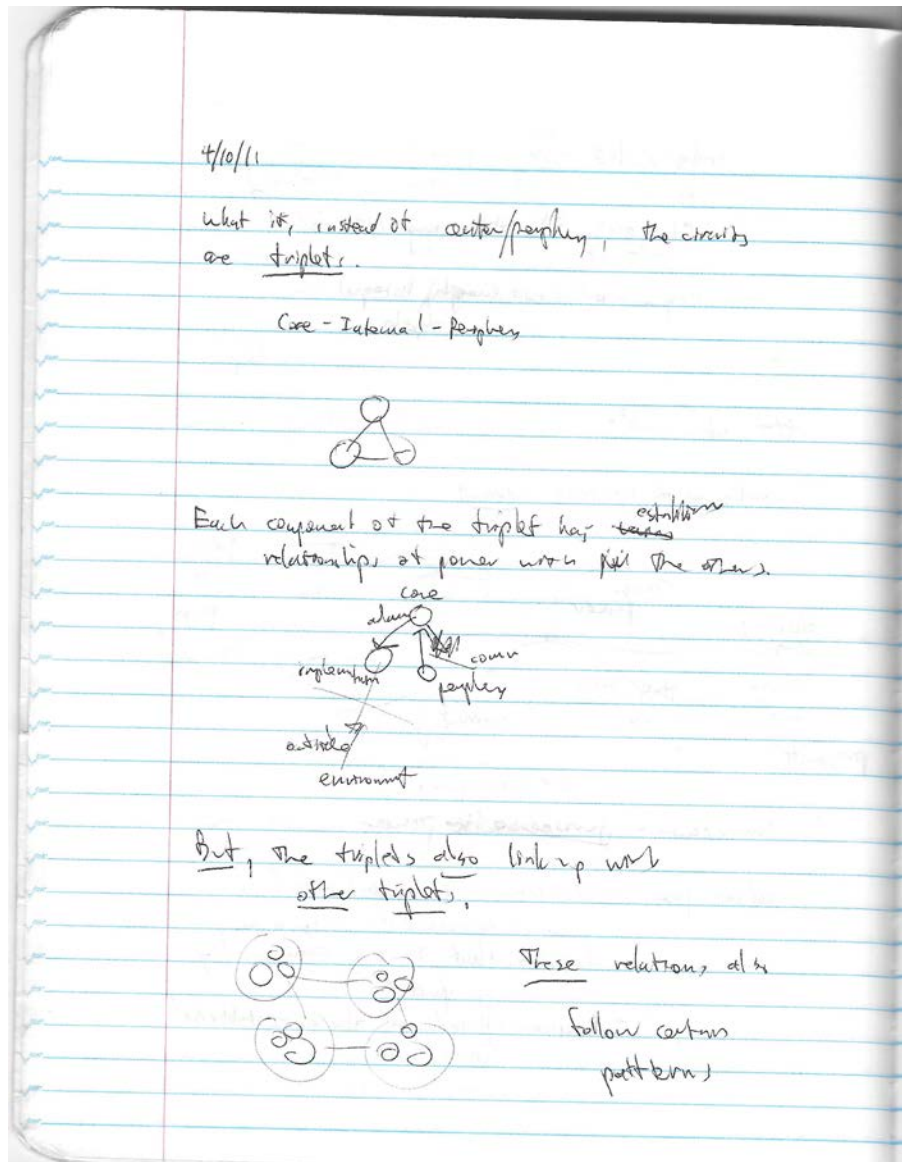 4/10/11
what if, instead of center/periphery, the circuits
are triplets.
Core - Internal - Periphery
Each component of the triplet has
relationships of power with the others.
core
comm
periphery
outside
environment
But, the triplets also link up with
other triplets.
These relations also
follow certain
patterns